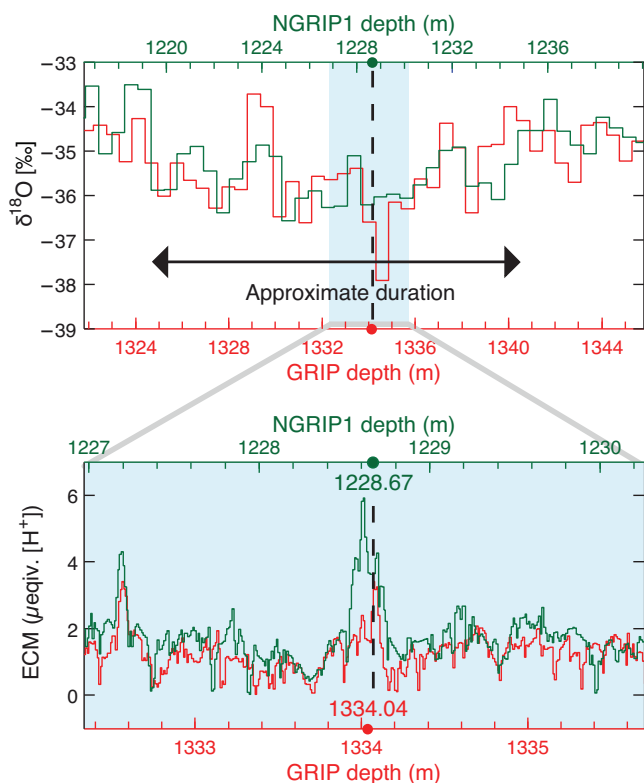 NGRIP1 depth (m)
1220 1224 1228 1232 1236
−33
−34
−35
−36
−37
−38
−39
δ18O [‰]
Approximate duration
1324 1328 1332 1336 1340 1344
GRIP depth (m)
NGRIP1 depth (m)
1227 1228 1229 1230
1228.67
6
4
2
0
ECM (μeqiv. [H+])
1334.04
1333 1334 1335
GRIP depth (m)